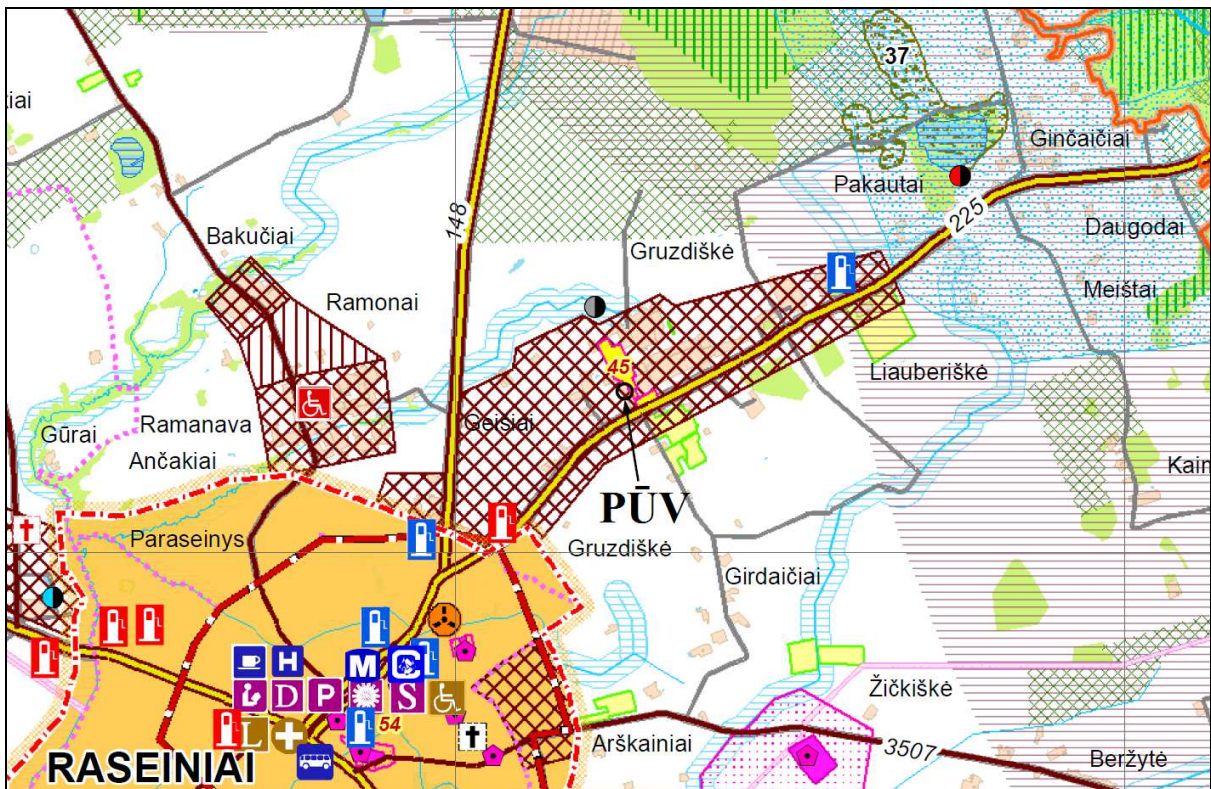 37
iai
Ginčaičiai
Pakautai
148
225
Bakučiai
Gruzdiškė
Daugodai
Ramonai
Meištai
45
Liauberiškė
Gūrai
Ramanava
Geišiai
Ančakiai
Kain
PŪV
Paraseinys
Gruzdiškė
Girdaičiai
H
M
C
D
P
S
Žičkiškė
54
L
Arškainiai
3507
RASEINIAI
Beržytė